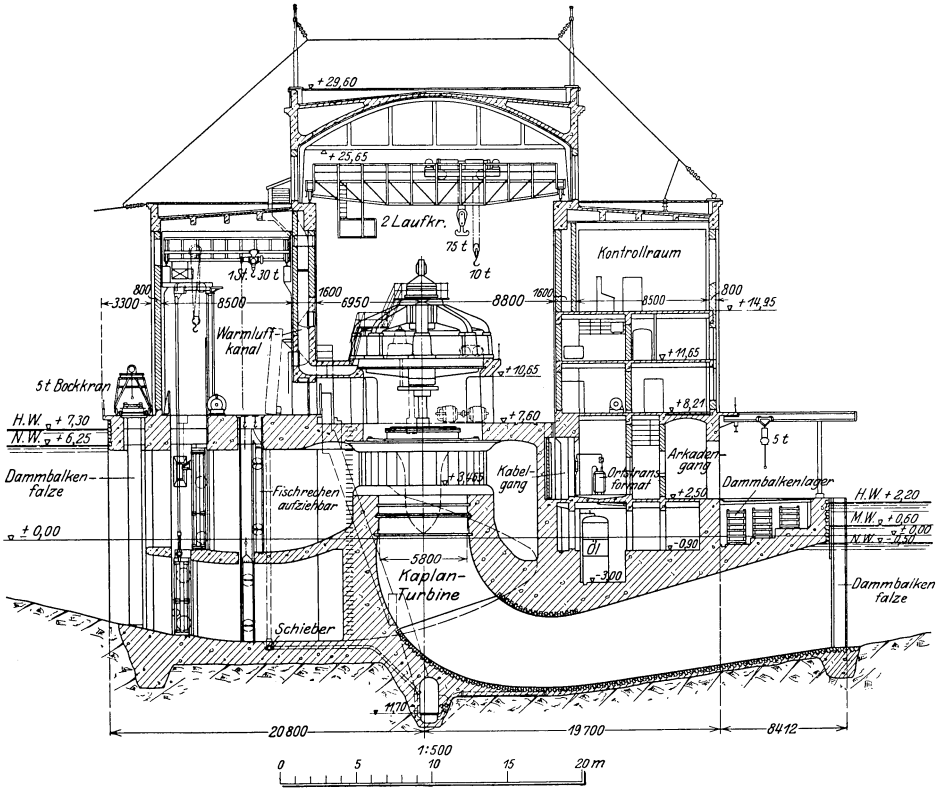 + 29,60
+ 25,65
2 Laufkr.
75 t
10 t
1 St. 30 t
Kontrollraum
800
3300
8500
1600
6950
8800
1600
8500
800
+ 14,95
Warmluft-
kanal
+ 11,65
5 t Bockkran
+ 10,65
+ 8,21
H.W. + 7,30
N.W. + 6,25
+ 7,60
5 t
Dammbalken-
falze
Fischrechen
aufziehbar
+ 3,465
Kabel-
gang
Ortstrans-
format
Arkaden-
gang
Dammbalkenlager
+ 2,50
H.W. + 2,20
M.W. + 0,60
± 0,00
N.W. - 0,50
± 0,00
5800
Kaplan-
Turbine
Öl
- 0,90
- 3,00
Dammbalken
falze
Schieber
11,70
20 800
19 700
8412
1:500
0 5 10 15 20 m